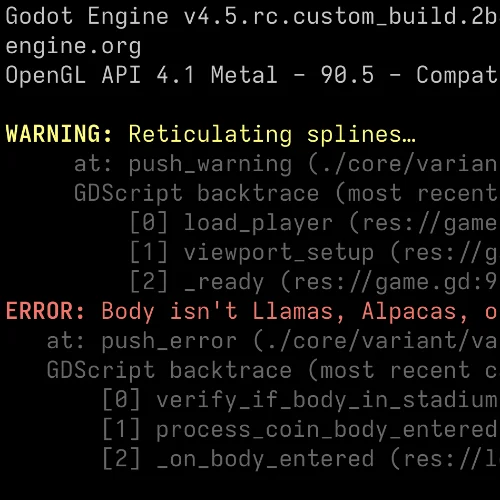 Godot Engine v4.5.rc.custom_build.2b
engine.org
OpenGL API 4.1 Metal - 90.5 - Compat
WARNING: Reticulating splines…
at: push_warning (./core/varian
GDScript backtrace (most recent
[0] load_player (res://game
[1] viewport_setup (res://g
[2] _ready (res://game.gd:9
ERROR: Body isn't Llamas, Alpacas, o
at: push_error (./core/variant/va
GDScript backtrace (most recent c
[0] verify_if_body_in_stadium
[1] process_coin_body_entered
[2] _on_body_entered (res://l